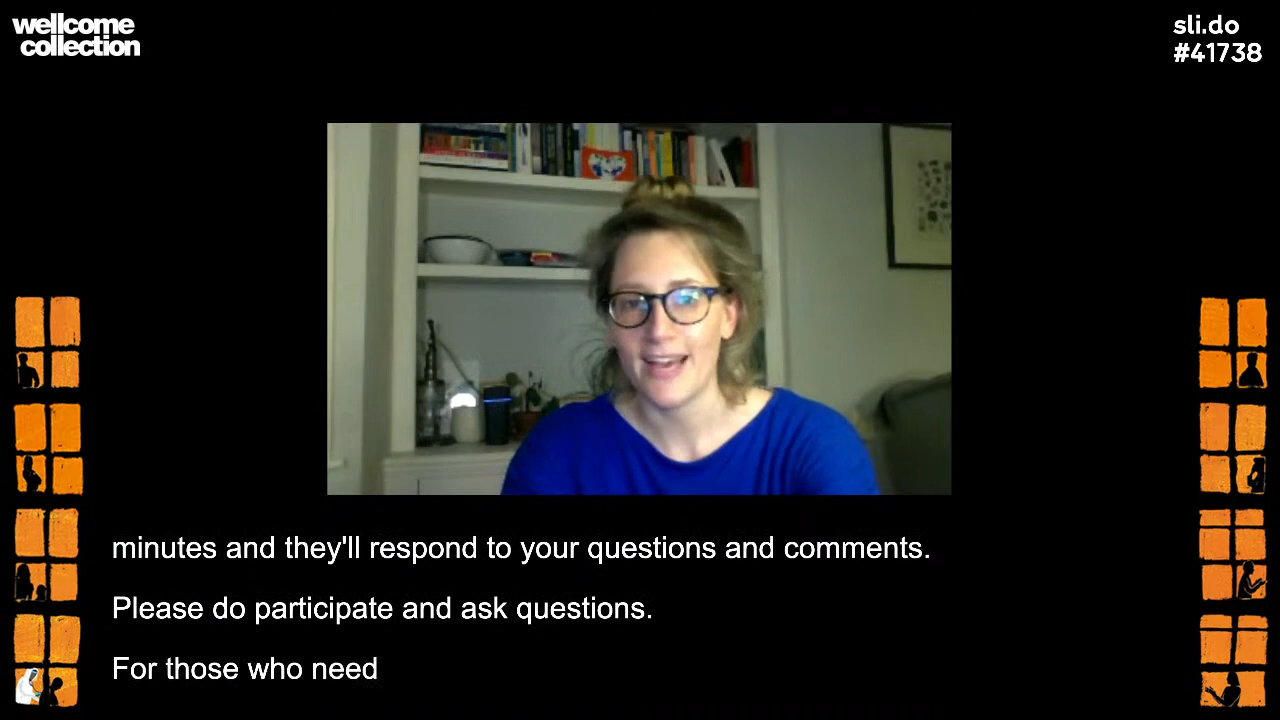 wellcome
collection
sli.do
#41738
minutes and they'll respond to your questions and comments.
Please do participate and ask questions.
For those who need